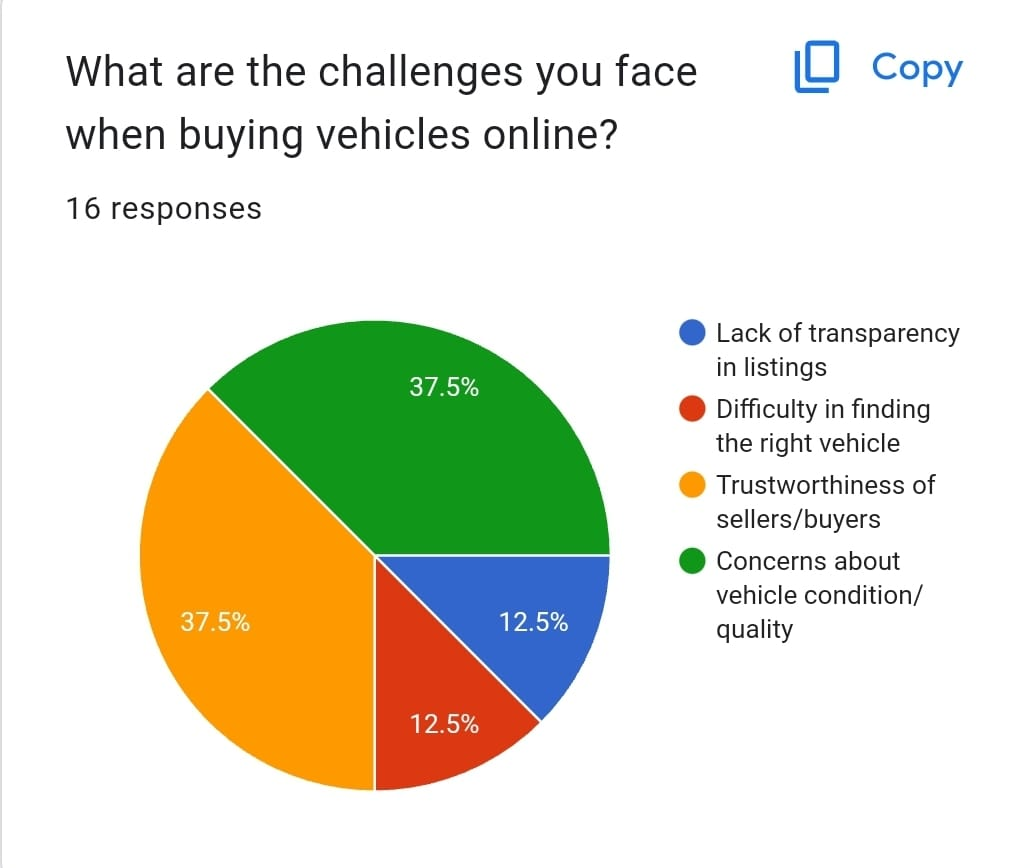 What are the challenges you face
when buying vehicles online?
Copy
16 responses
37.5%
37.5%
12.5%
12.5%
Lack of transparency
in listings
Difficulty in finding
the right vehicle
Trustworthiness of
sellers/buyers
Concerns about
vehicle condition/
quality